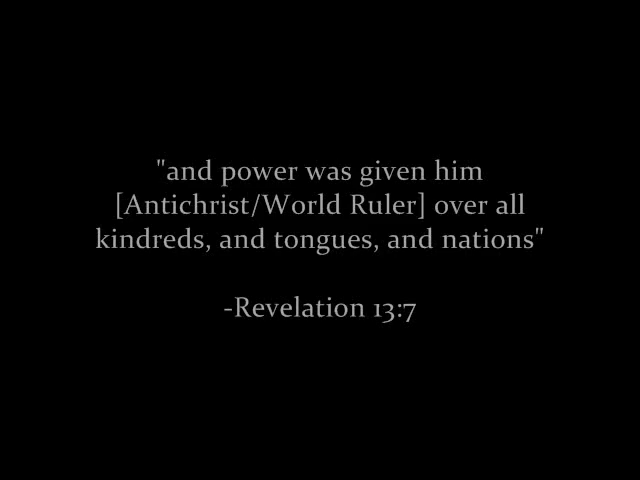 "and power was given him
[Antichrist/World Ruler] over all
kindreds, and tongues, and nations"
-Revelation 13:7